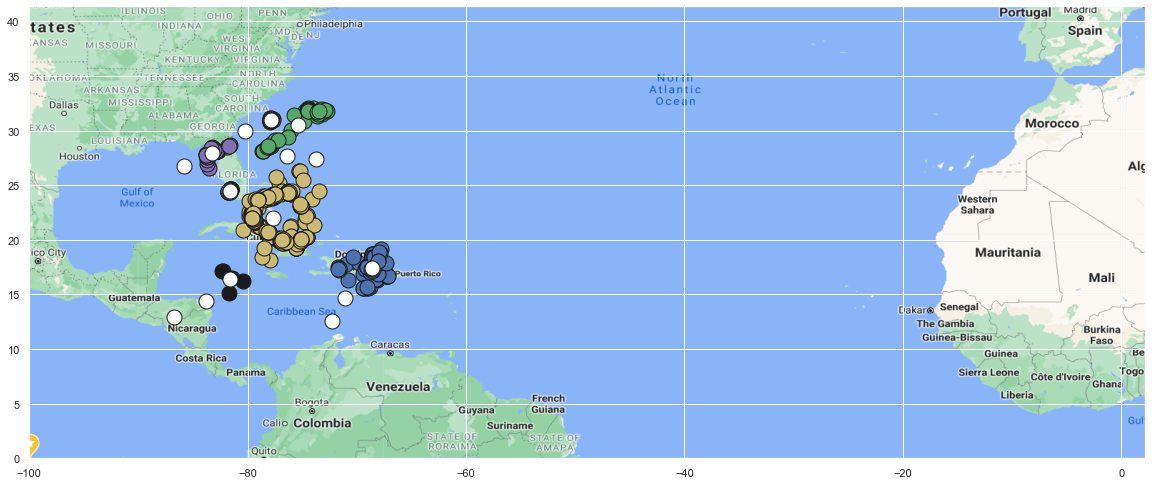 ILLINOIS
OHIO
PENN
Philadelphia
Madrid
Portugal
Spain
tates
INDIANA
MD
DE
NJ
WEST
VIRGINIA
KANSAS
MISSOURI
KENTUCKY
VIRGINIA
OKLAHOMA
TENNESSEE
NORTH
CAROLINA
ARKANSAS
MISSISSIPPI
SOUTH
CAROLINA
Dallas
ALABAMA
GEORGIA
EXAS
LOUISIANA
Houston
FLORIDA
North
Atlantic
Ocean
Morocco
Alg
Gulf of
Mexico
Western
Sahara
ico City
Mauritania
Mali
Puerto Rico
Guatemala
Caribbean Sea
Nicaragua
Dakar
Senegal
The Gambia
Guinea-Bissau
Burkina
Faso
Costa Rica
Panama
Caracas
Guinea
Be
Venezuela
Sierra Leone
Côte d'Ivoire
Togo
Ghana
Liberia
Bogota
Guyana
French
Guiana
Cali
Colombia
Suriname
Gulf
STATE OF
RORAIMA
STATE OF
AMAPA
Quito
40
35
30
25
20
15
10
5
0
−100
−80
−60
−40
−20
0